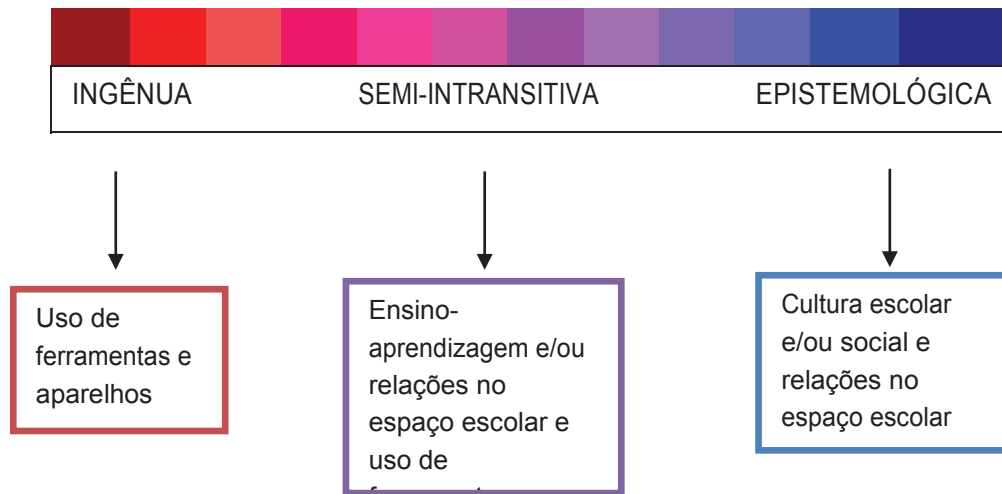 INGÊNUA SEMI-INTRANSITIVA EPISTEMOLÓGICA
Uso de
ferramentas e
aparelhos
Ensino-
aprendizagem e/ou
relações no
espaço escolar e
uso de
Cultura escolar
e/ou social e
relações no
espaço escolar